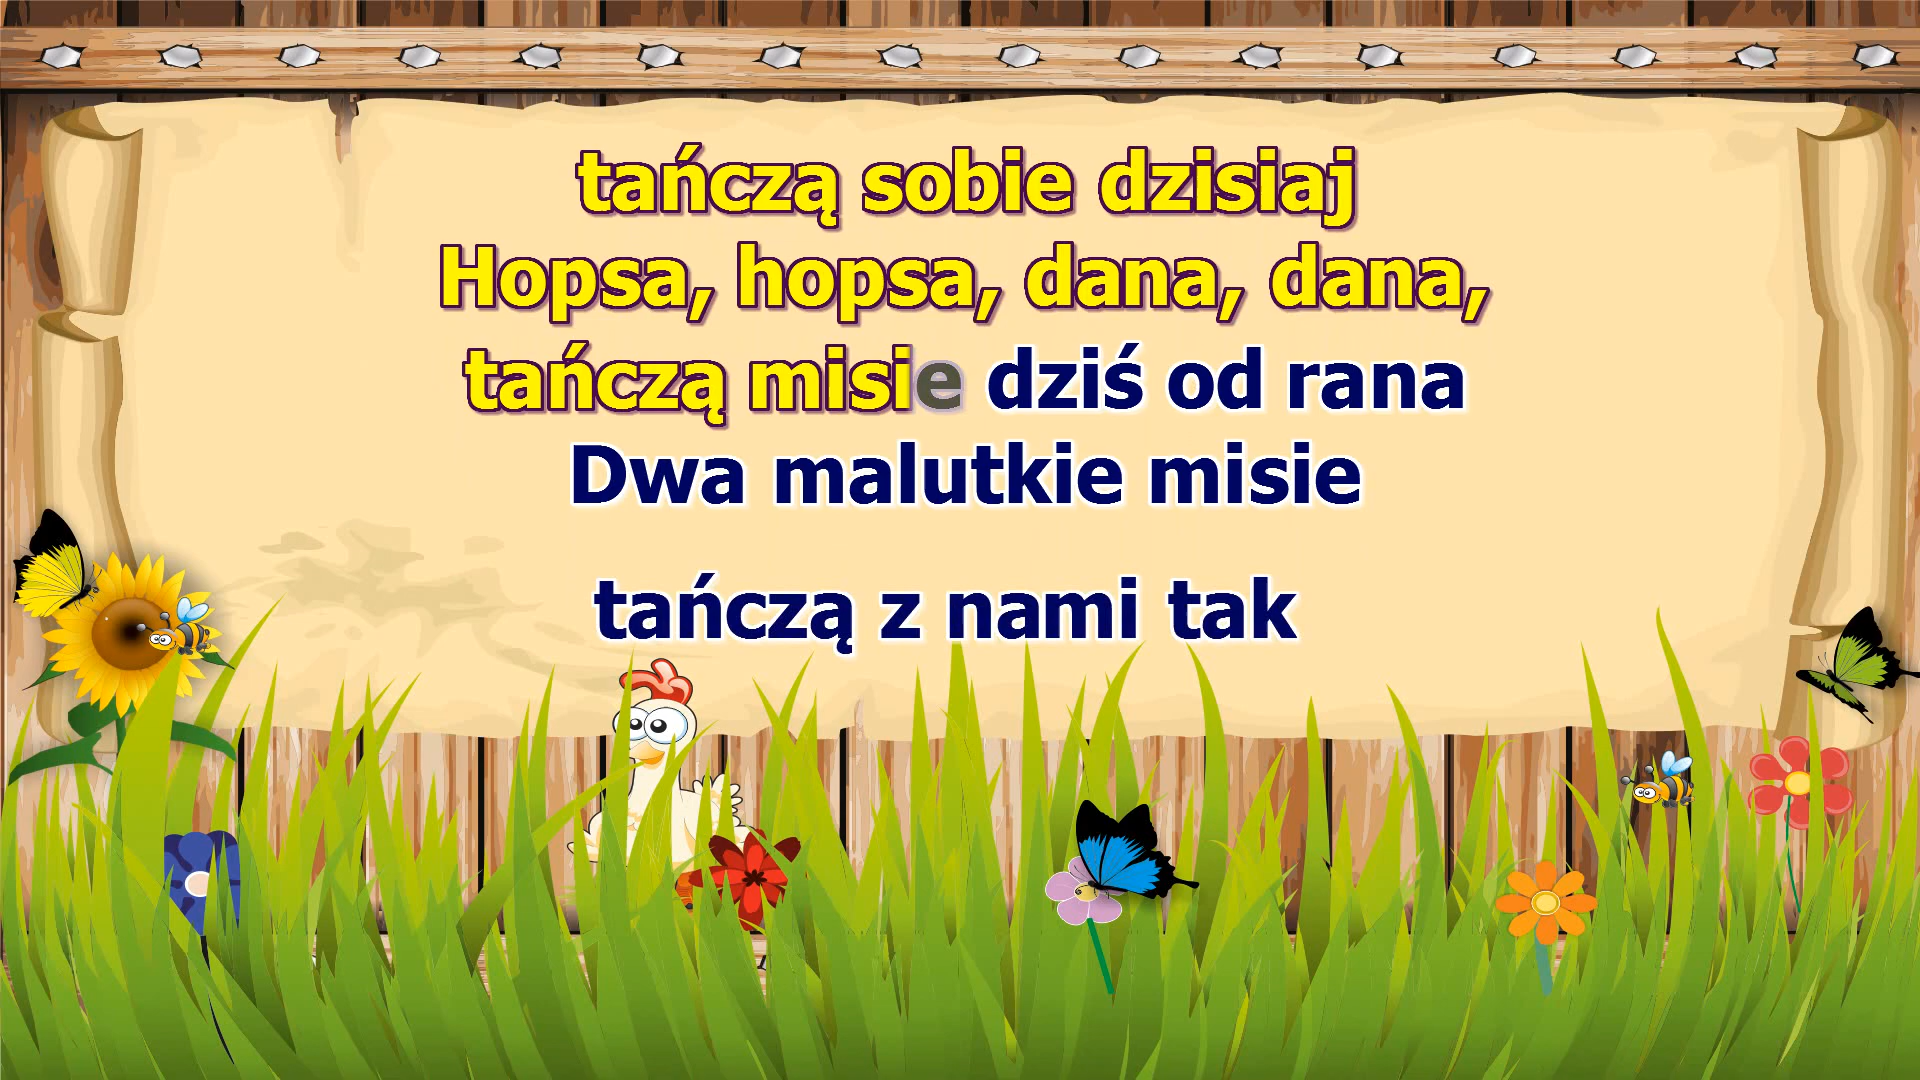 tańczą sobie dzisiaj
Hopsa, hopsa, dana, dana,
tańczą misie dziś od rana
Dwa malutkie misie
tańczą z nami tak